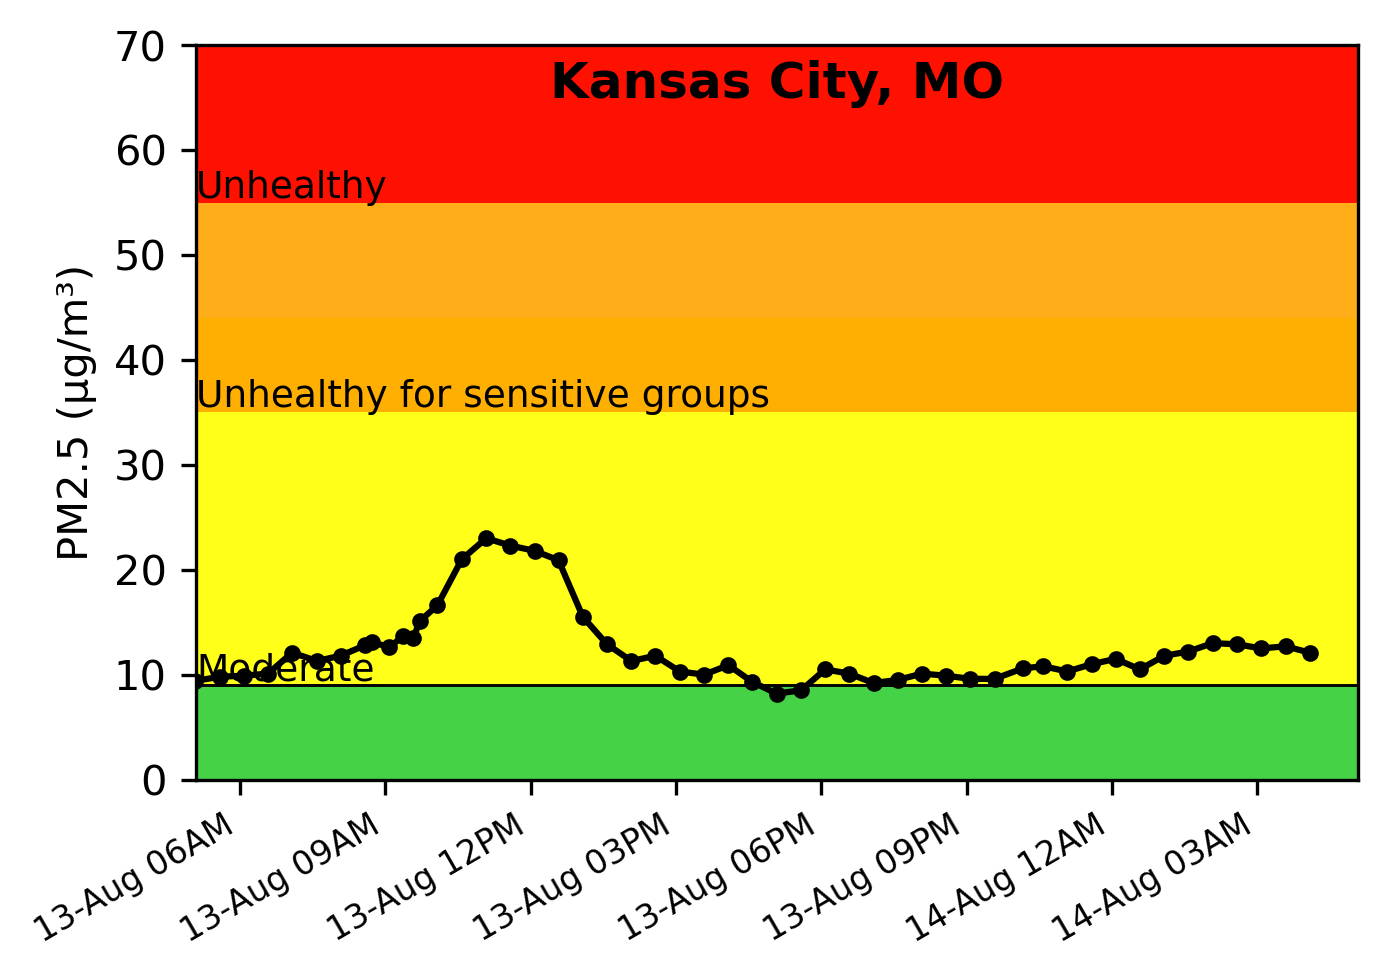 Kansas City, MO
PM2.5 (µg/m³)
70
60
50
40
30
20
10
0
Unhealthy
Unhealthy for sensitive groups
Moderate
13-Aug 06AM
13-Aug 09AM
13-Aug 12PM
13-Aug 03PM
13-Aug 06PM
13-Aug 09PM
14-Aug 12AM
14-Aug 03AM